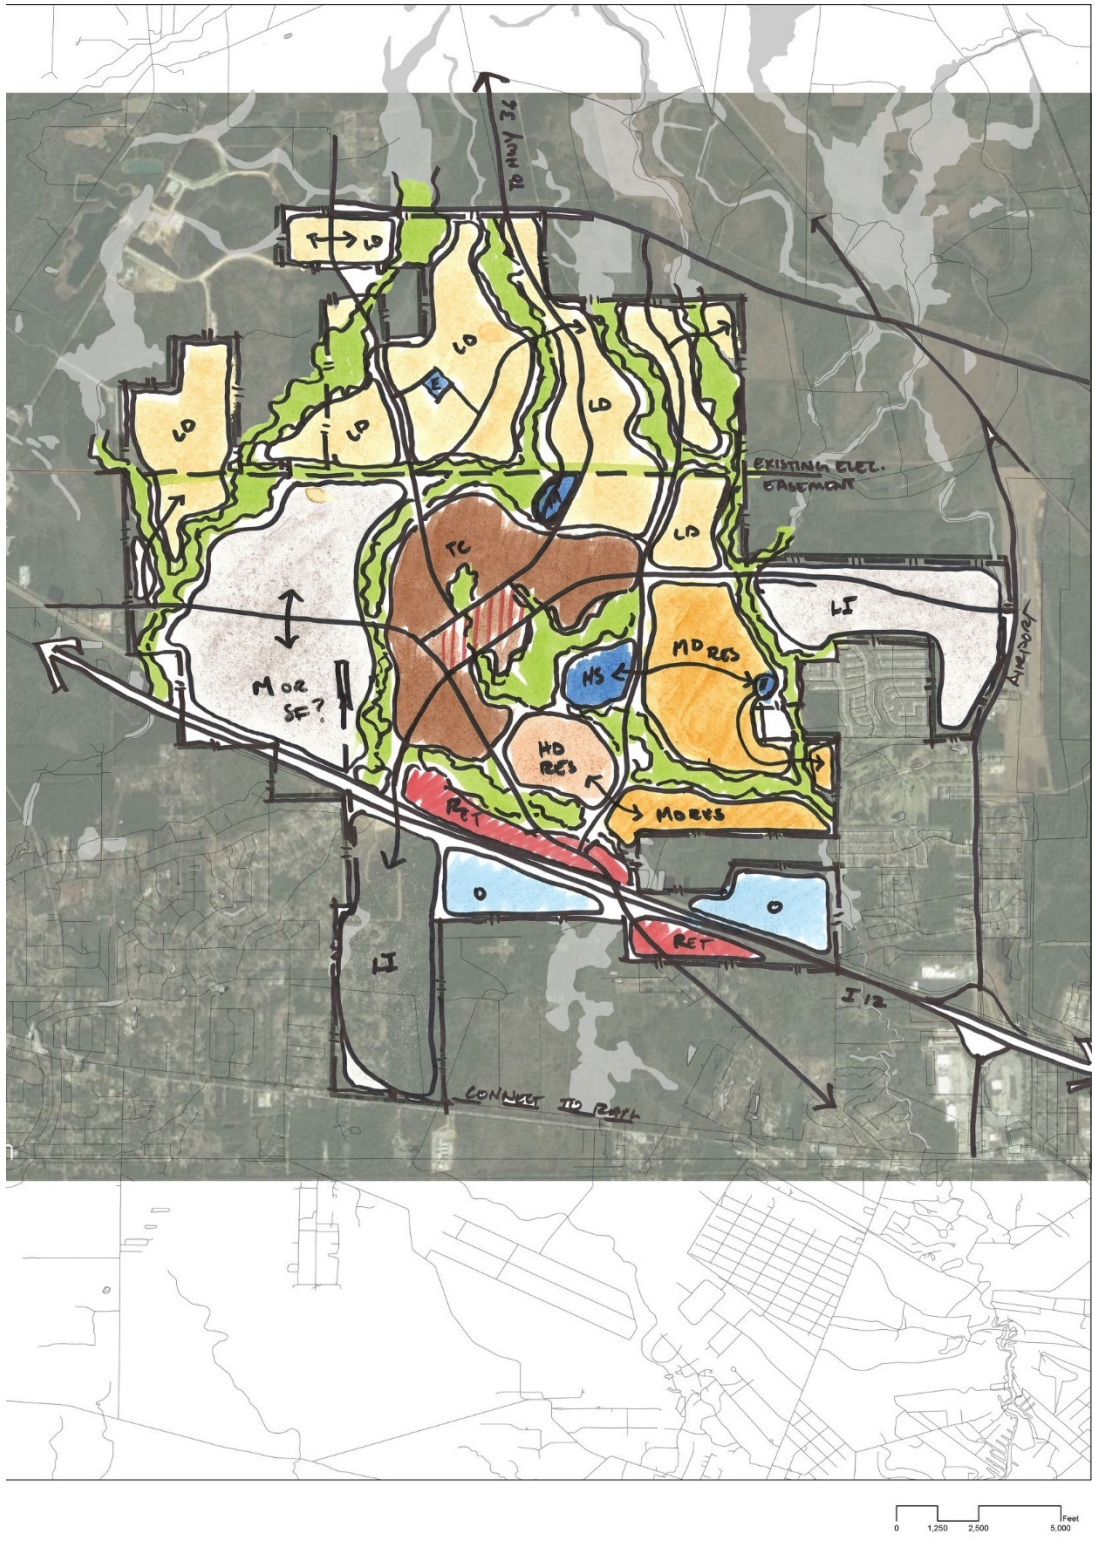 TO HWY 36
LD
LD
E
LD
LD
LD
EXISTING ELEC.
EASEMENT
TC
LD
LI
MD RES
HS
AIRPORT
M OR
SF?
HD
RES
RET
MD RES
O
O
RET
LI
I 12
CONNECT TO RAIL
0 1,250 2,500 5,000
Feet